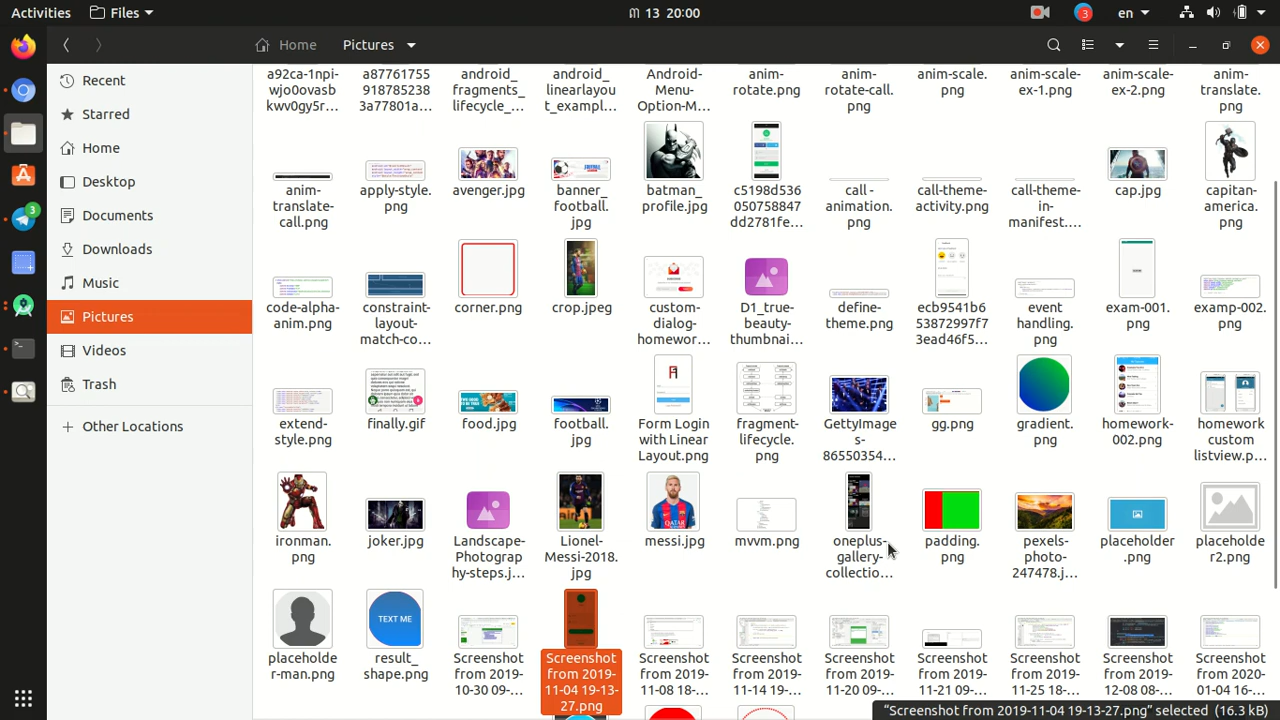 Activities
Files
ពា 13 20:00
3
en
Home
Pictures
Recent
Starred
Home
Desktop
Documents
Downloads
Music
Pictures
Videos
Trash
Other Locations
3
a92ca-1npi-
wjo0ovasb
kwv0gy5r...
a87761755
918785238
3a77801a...
android_
fragments_
lifecycle_...
android_
linearlayou
t_exampl...
Android-
Menu-
Option-M...
anim-
rotate.png
anim-
rotate-call.
png
anim-scale.
png
anim-scale-
ex-1.png
anim-scale-
ex-2.png
anim-
translate.
png
anim-
translate-
call.png
apply-style.
png
avenger.jpg
banner_
football.
jpg
batman_
profile.jpg
c5198d536
050758847
dd2781fe...
call -
animation.
png
call-theme-
activity.png
call-theme-
in-
manifest....
cap.jpg
capitan-
america.
png
code-alpha-
anim.png
constraint-
layout-
match-co...
corner.png
crop.jpeg
custom-
dialog-
homewor...
D1_true-
beauty-
thumbnai...
define-
theme.png
ecb9541b6
53872997f7
3ead46f5...
event
handling.
png
exam-001.
png
examp-002.
png
extend-
style.png
finally.gif
food.jpg
football.
jpg
Form Login
with Linear
Layout.png
fragment-
lifecycle.
png
GettyImage
s-
86550354...
gg.png
gradient.
png
homework-
002.png
homework
custom
listview.p...
ironman.
png
joker.jpg
Landscape-
Photograp
hy-steps.j...
Lionel-
Messi-2018.
jpg
messi.jpg
mvvm.png
oneplus-
gallery-
collectio...
padding.
png
pexels-
photo-
247478.j...
placeholder
.png
placeholde
r2.png
TEXT ME
placeholde
r-man.png
result_
shape.png
Screenshot
from 2019-
10-30 09-...
Screenshot
from 2019-
11-04 19-13-
27.png
Screenshot
from 2019-
11-08 18-...
Screenshot
from 2019-
11-14 19-...
Screenshot
from 2019-
11-20 09-...
Screenshot
from 2019-
11-21 09-...
Screenshot
from 2019-
11-25 18-...
Screenshot
from 2019-
12-08 08-...
Screenshot
from 2020-
01-04 16-...
“Screenshot from 2019-11-04 19-13-27.png” selected (16.3 kB)